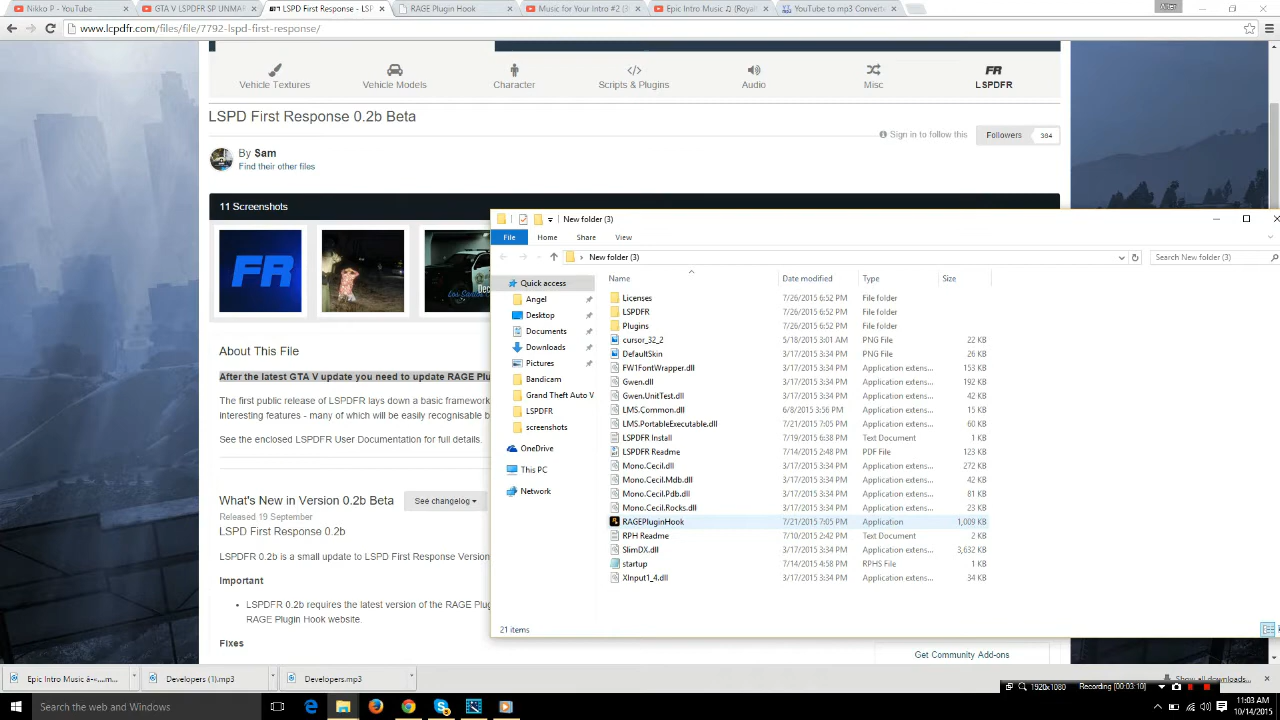 Nikko P - YouTube
GTA V LSPDFR SP UNMAR
LSPD First Response - LSP
RAGE Plugin Hook
Music for Your Intro #2 (
Epic Intro Music ♫ (Royal
YouTube to mp3 Convert
www.lcpdfr.com/files/file/7792-lspd-first-response/
Vehicle Textures
Vehicle Models
Character
Scripts & Plugins
Audio
Misc
FR
LSPDFR
LSPD First Response 0.2b Beta
Sign in to follow this
Followers
384
By Sam
Find their other files
11 Screenshots
FR
New folder (3)
File
Home
Share
View
New folder (3)
Search New folder (3)
Name
Date modified
Type
Size
Quick access
Angel
Desktop
Documents
Downloads
Pictures
Bandicam
Grand Theft Auto V
LSPDFR
screenshots
OneDrive
This PC
Network
Licenses 7/26/2015 6:52 PM File folder
LSPDFR 7/26/2015 6:52 PM File folder
Plugins 7/26/2015 6:52 PM File folder
cursor_32_2 5/18/2015 3:01 AM PNG File 22 KB
DefaultSkin 3/17/2015 3:34 PM PNG File 26 KB
FW1FontWrapper.dll 3/17/2015 3:34 PM Application extens... 153 KB
Gwen.dll 3/17/2015 3:34 PM Application extens... 192 KB
Gwen.UnitTest.dll 3/17/2015 3:34 PM Application extens... 42 KB
LMS.Common.dll 6/8/2015 3:56 PM Application extens... 15 KB
LMS.PortableExecutable.dll 7/21/2015 7:05 PM Application extens... 60 KB
LSPDFR Install 7/19/2015 6:38 PM Text Document 1 KB
LSPDFR Readme 7/14/2015 2:48 PM PDF File 123 KB
Mono.Cecil.dll 3/17/2015 3:34 PM Application extens... 272 KB
Mono.Cecil.Mdb.dll 3/17/2015 3:34 PM Application extens... 42 KB
Mono.Cecil.Pdb.dll 3/17/2015 3:34 PM Application extens... 81 KB
Mono.Cecil.Rocks.dll 3/17/2015 3:34 PM Application extens... 23 KB
RAGEPluginHook 7/21/2015 7:05 PM Application 1,009 KB
RPH Readme 7/10/2015 2:42 PM Text Document 2 KB
SlimDX.dll 3/17/2015 3:34 PM Application extens... 3,632 KB
startup 7/14/2015 4:58 PM RPHS File 1 KB
XInput1_4.dll 3/17/2015 3:34 PM Application extens... 34 KB
21 items
About This File
After the latest GTA V update you need to update RAGE Plu
The first public release of LSPDFR lays down a basic framework
interesting features - many of which will be easily recognisable b
See the enclosed LSPDFR User Documentation for full details.
What's New in Version 0.2b Beta
See changelog
Released 19 September
LSPD First Response 0.2b
LSPDFR 0.2b is a small update to LSPD First Response Version
Important
• LSPDFR 0.2b requires the latest version of the RAGE Plug
RAGE Plugin Hook website.
Fixes
Get Community Add-ons
Epic Intro Music â~...m...
Developers (1).mp3
Developers.mp3
Show all downloads...
1920x1080
Recording [00:03:10]
Search the web and Windows
11:03 AM
10/14/2015